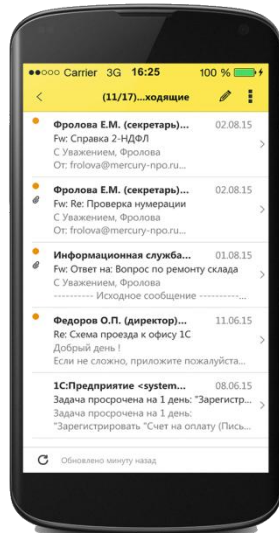 Carrier 3G 16:25 100 %
(11/17)...ходящие
Фролова Е.М. (секретарь)... 02.08.15
Fw: Справка 2-НДФЛ
С Уважением, Фролова
От: frolova@mercury-npo.ru...
Фролова Е.М. (секретарь)... 02.08.15
Fw: Re: Проверка нумерации
С Уважением, Фролова
От: frolova@mercury-npo.ru...
Информационная служба... 01.08.15
Fw: Ответ на: Вопрос по ремонту склада
С Уважением, Фролова
---------- Исходное сообщение ----------...
Федоров О.П. (директор)... 11.06.15
Re: Схема проезда к офису 1С
Добрый день !
Если не сложно, приложите пожалуйста...
1С:Предприятие <system... 08.06.15
Задача просрочена на 1 день: "Зарегистр...
Задача просрочена на 1 день:
"Зарегистрировать "Счет на оплату (Пись...
Обновлено минуту назад